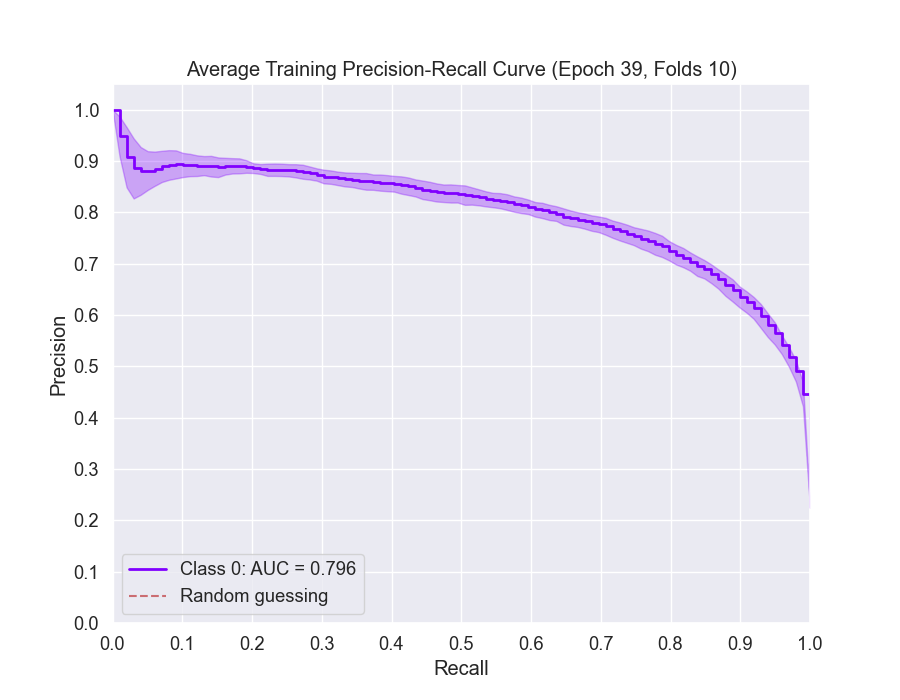 Average Training Precision-Recall Curve (Epoch 39, Folds 10)
1.0
0.9
0.8
0.7
0.6
0.5
0.4
0.3
0.2
0.1
0.0
Precision
Class 0: AUC = 0.796
Random guessing
0.0 0.1 0.2 0.3 0.4 0.5 0.6 0.7 0.8 0.9 1.0
Recall